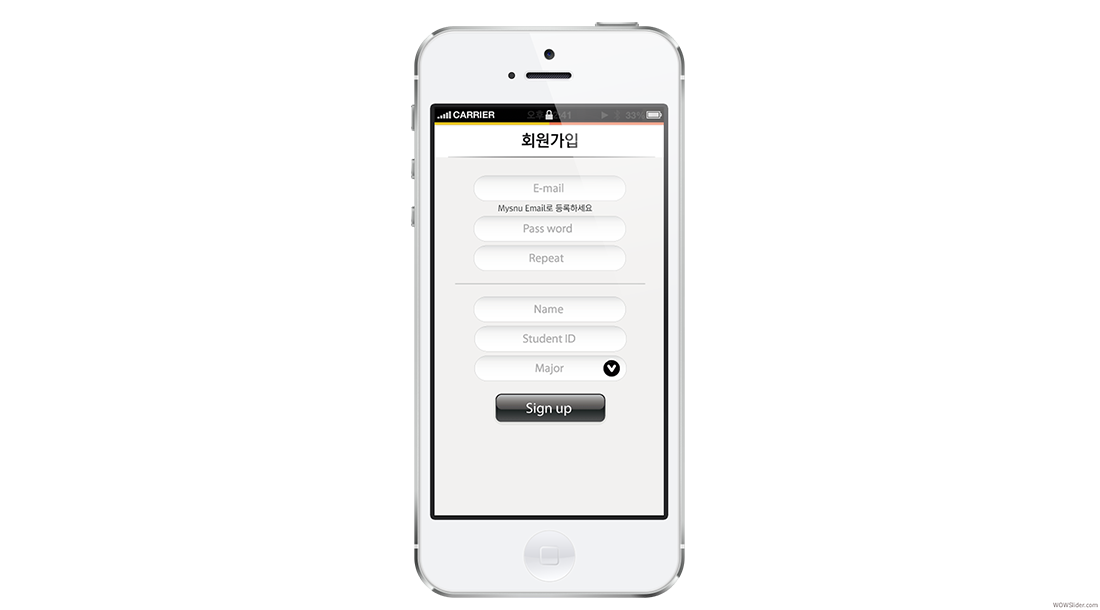 CARRIER 33%
회원가입
E-mail
Mysnu Email로 등록하세요
Pass word
Repeat
Name
Student ID
Major
Sign up
WOWSlider.com